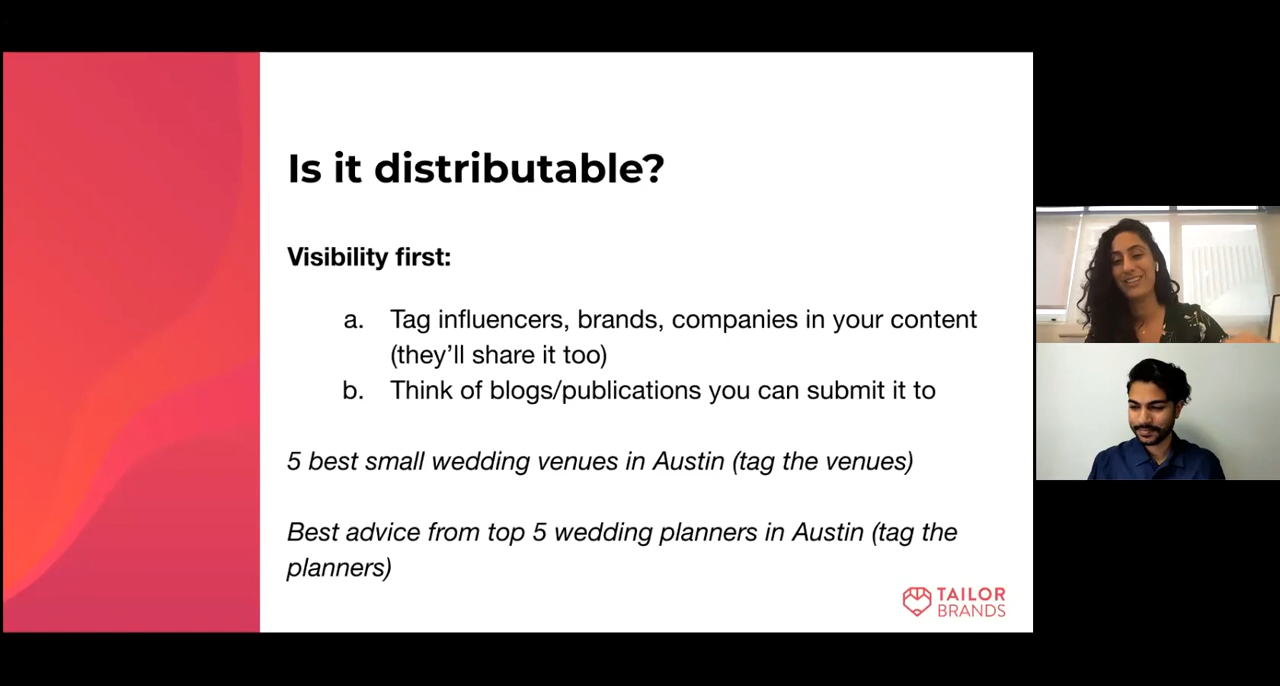 Is it distributable?
Visibility first:
a. Tag influencers, brands, companies in your content
(they’ll share it too)
b. Think of blogs/publications you can submit it to
5 best small wedding venues in Austin (tag the venues)
Best advice from top 5 wedding planners in Austin (tag the
planners)
TAILOR
BRANDS